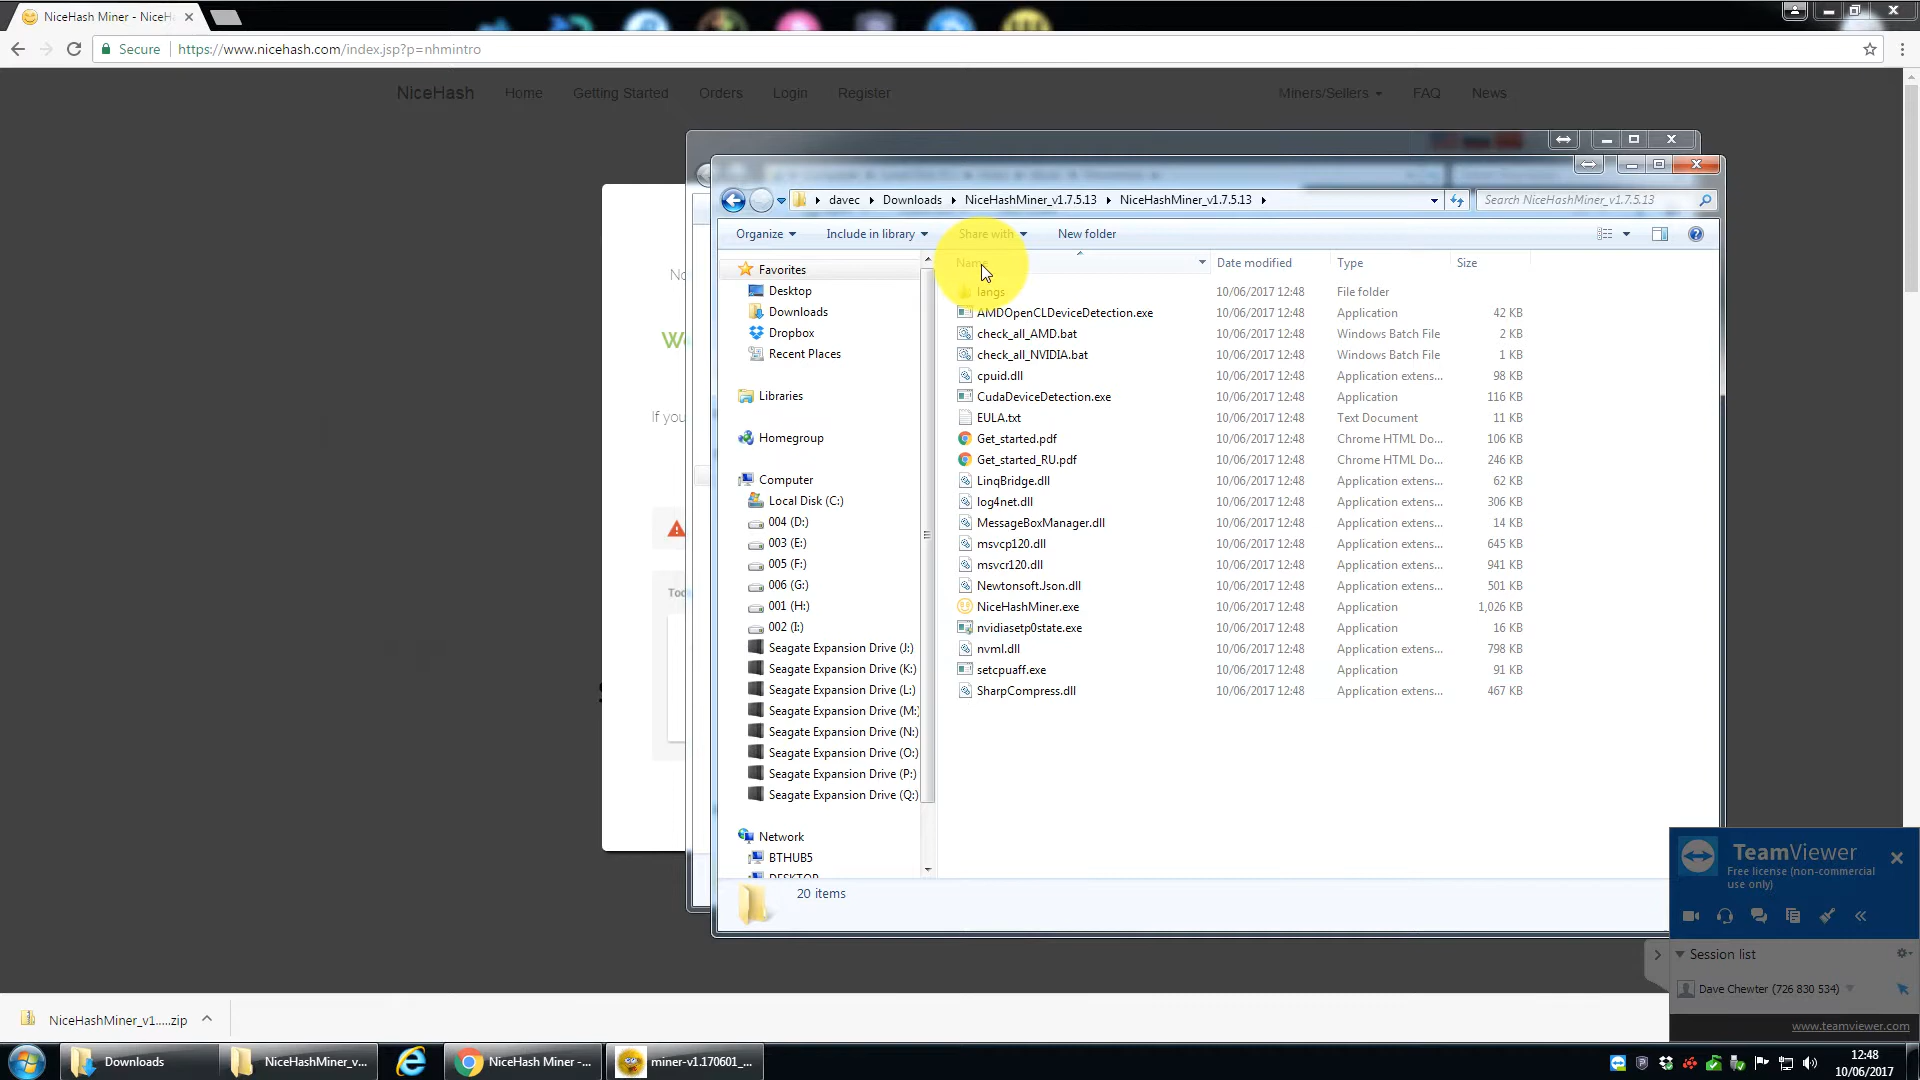 NiceHash Miner - NiceH
Secure
https://www.nicehash.com/index.jsp?p=nhmintro
NiceHash
Home
Getting Started
Orders
Login
Register
Miners/Sellers
FAQ
News
davec
Downloads
NiceHashMiner_v1.7.5.13
NiceHashMiner_v1.7.5.13
Search NiceHashMiner_v1.7.5.13
Organize
Include in library
Share with
New folder
Name
Date modified
Type
Size
Favorites
Desktop
Downloads
Dropbox
Recent Places
Libraries
Homegroup
Computer
Local Disk (C:)
004 (D:)
003 (E:)
005 (F:)
006 (G:)
001 (H:)
002 (I:)
Seagate Expansion Drive (J:)
Seagate Expansion Drive (K:)
Seagate Expansion Drive (L:)
Seagate Expansion Drive (M:)
Seagate Expansion Drive (N:)
Seagate Expansion Drive (O:)
Seagate Expansion Drive (P:)
Seagate Expansion Drive (Q:)
Network
BTHUB5
DESKTOP
langs 10/06/2017 12:48 File folder
AMDOpenCLDeviceDetection.exe 10/06/2017 12:48 Application 42 KB
check_all_AMD.bat 10/06/2017 12:48 Windows Batch File 2 KB
check_all_NVIDIA.bat 10/06/2017 12:48 Windows Batch File 1 KB
cpuid.dll 10/06/2017 12:48 Application extens... 98 KB
CudaDeviceDetection.exe 10/06/2017 12:48 Application 116 KB
EULA.txt 10/06/2017 12:48 Text Document 11 KB
Get_started.pdf 10/06/2017 12:48 Chrome HTML Do... 106 KB
Get_started_RU.pdf 10/06/2017 12:48 Chrome HTML Do... 246 KB
LinqBridge.dll 10/06/2017 12:48 Application extens... 62 KB
log4net.dll 10/06/2017 12:48 Application extens... 306 KB
MessageBoxManager.dll 10/06/2017 12:48 Application extens... 14 KB
msvcp120.dll 10/06/2017 12:48 Application extens... 645 KB
msvcr120.dll 10/06/2017 12:48 Application extens... 941 KB
Newtonsoft.Json.dll 10/06/2017 12:48 Application extens... 501 KB
NiceHashMiner.exe 10/06/2017 12:48 Application 1,026 KB
nvidiasetp0state.exe 10/06/2017 12:48 Application 16 KB
nvml.dll 10/06/2017 12:48 Application extens... 798 KB
setcpuaff.exe 10/06/2017 12:48 Application 91 KB
SharpCompress.dll 10/06/2017 12:48 Application extens... 467 KB
20 items
If you
TeamViewer
Free license (non-commercial
use only)
Session list
Dave Chewter (726 830 534)
www.teamviewer.com
NiceHashMiner_v1.....zip
Downloads
NiceHashMiner_v...
NiceHash Miner -...
miner-v1.170601_...
12:48
10/06/2017